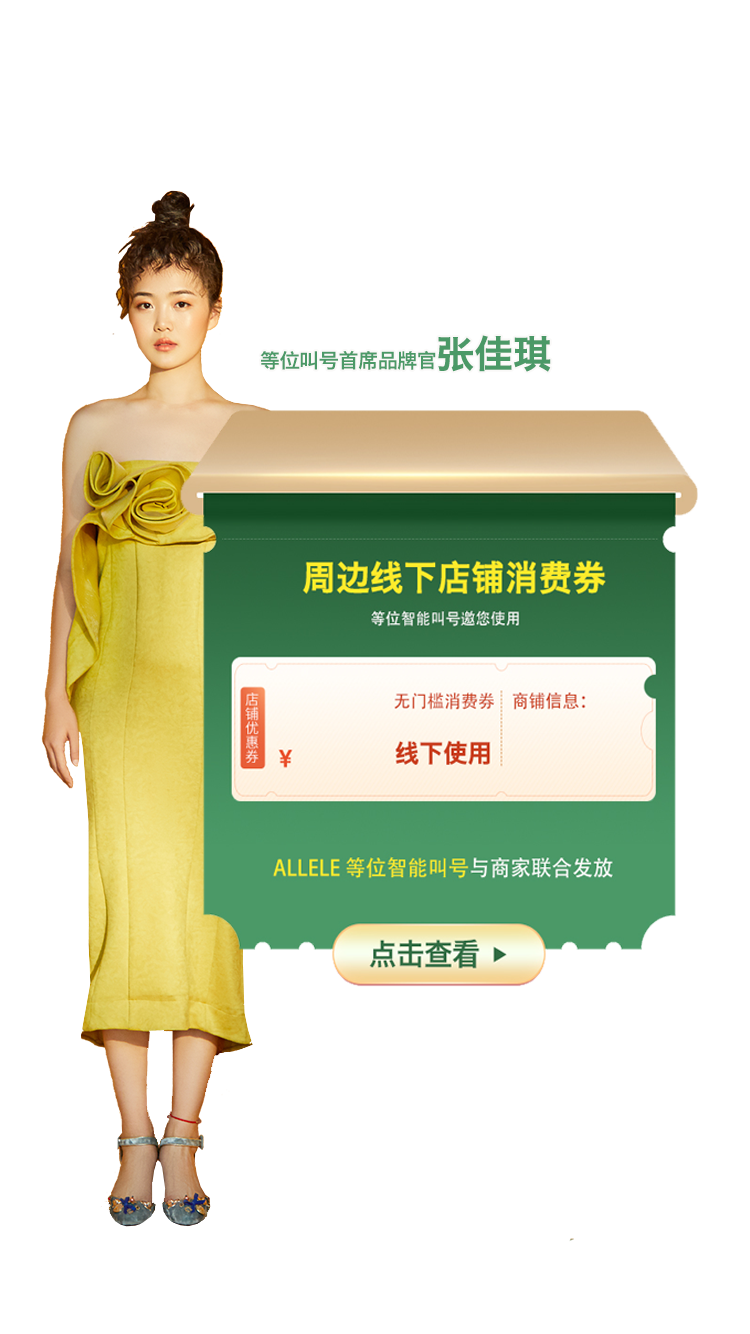 等位叫号首席品牌官张佳琪
周边线下店铺消费券
等位智能叫号邀您使用
店铺优惠券
¥
无门槛消费券
线下使用
商铺信息：
ALLELE 等位智能叫号与商家联合发放
点击查看